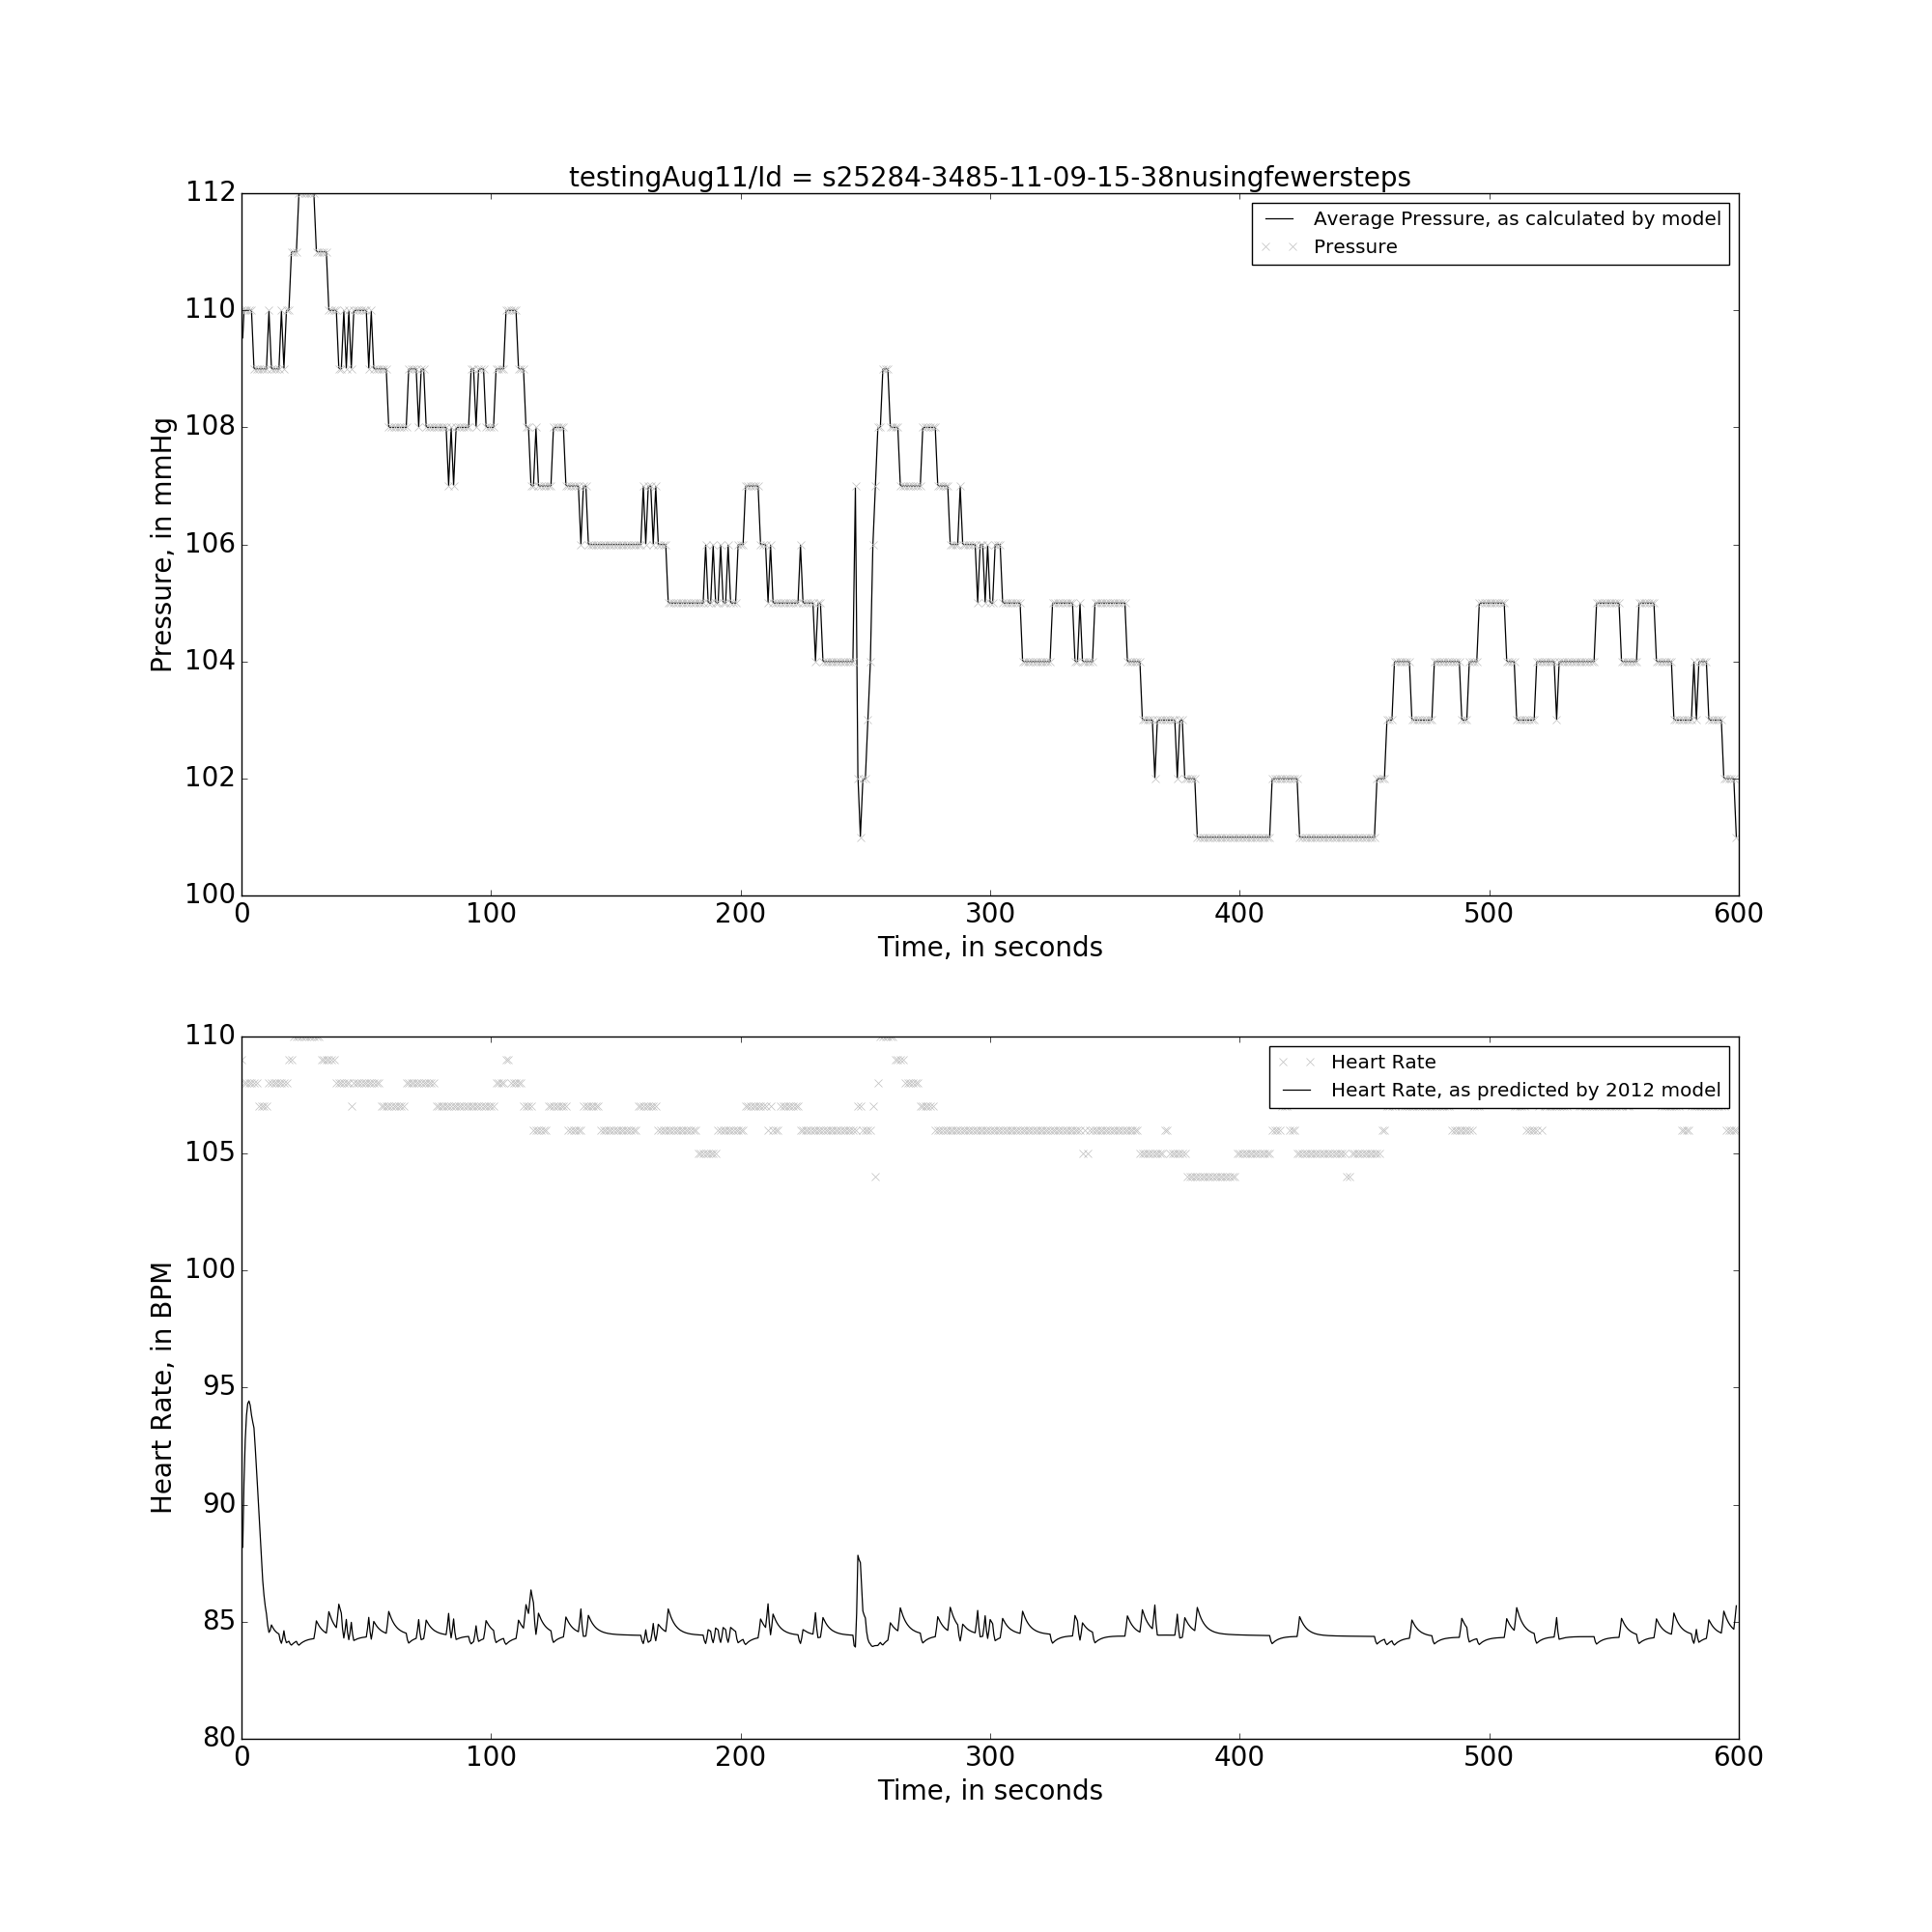 testingAug11/Id = s25284-3485-11-09-15-38nusingfewersteps
112
110
108
106
104
102
100
Pressure, in mmHg
Average Pressure, as calculated by model
Pressure
0 100 200 300 400 500 600
Time, in seconds
110
105
100
95
90
85
80
Heart Rate, in BPM
Heart Rate
Heart Rate, as predicted by 2012 model
0 100 200 300 400 500 600
Time, in seconds